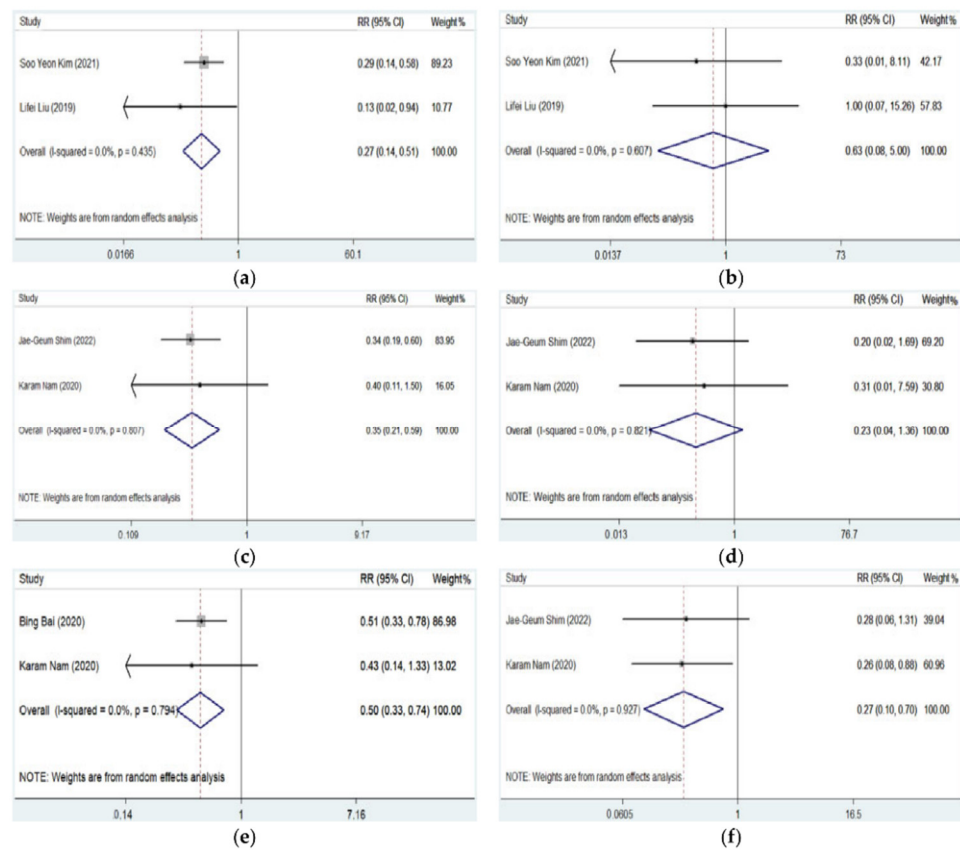 Study RR (95% CI) Weight%
Soo Yeon Kim (2021) 0.29 (0.14, 0.58) 89.23
Lifei Liu (2019) 0.13 (0.02, 0.94) 10.77
Overall (I-squared = 0.0%, p = 0.435) 0.27 (0.14, 0.51) 100.00
NOTE: Weights are from random effects analysis
0.0166 1 60.1
(a)
Study RR (95% CI) Weight%
Soo Yeon Kim (2021) 0.33 (0.01, 8.11) 42.17
Lifei Liu (2019) 1.00 (0.07, 15.26) 57.83
Overall (I-squared = 0.0%, p = 0.607) 0.63 (0.08, 5.00) 100.00
NOTE: Weights are from random effects analysis
0.0137 1 73
(b)
Study RR (95% CI) Weight%
Jae-Geum Shim (2022) 0.34 (0.19, 0.60) 83.95
Karam Nam (2020) 0.40 (0.11, 1.50) 16.05
Overall (I-squared = 0.0%, p = 0.807) 0.35 (0.21, 0.59) 100.00
NOTE: Weights are from random effects analysis
0.109 1 9.17
(c)
Study RR (95% CI) Weight%
Jae-Geum Shim (2022) 0.20 (0.02, 1.69) 69.20
Karam Nam (2020) 0.31 (0.01, 7.59) 30.80
Overall (I-squared = 0.0%, p = 0.821) 0.23 (0.04, 1.36) 100.00
NOTE: Weights are from random effects analysis
0.013 1 76.7
(d)
Study RR (95% CI) Weight%
Bing Bai (2020) 0.51 (0.33, 0.78) 86.98
Karam Nam (2020) 0.43 (0.14, 1.33) 13.02
Overall (I-squared = 0.0%, p = 0.794) 0.50 (0.33, 0.74) 100.00
NOTE: Weights are from random effects analysis
0.14 1 7.16
(e)
Study RR (95% CI) Weight %
Jae-Geum Shim (2022) 0.28 (0.06, 1.31) 39.04
Karam Nam (2020) 0.26 (0.08, 0.88) 60.96
Overall (I-squared = 0.0%, p = 0.927) 0.27 (0.10, 0.70) 100.00
NOTE: Weights are from random effects analysis
0.0605 1 16.5
(f)